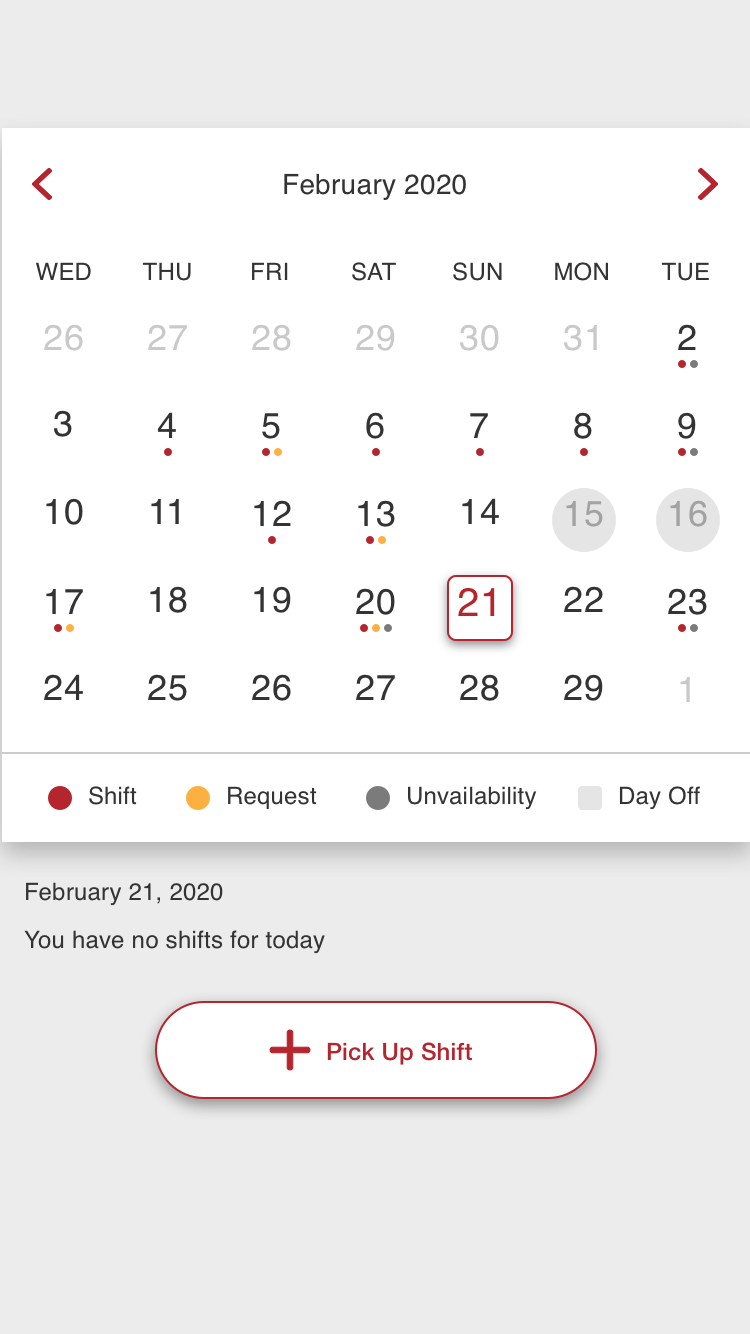 February 2020
WED THU FRI SAT SUN MON TUE
26 27 28 29 30 31 2
3 4 5 6 7 8 9
10 11 12 13 14 15 16
17 18 19 20 21 22 23
24 25 26 27 28 29 1
Shift Request Unvailability Day Off
February 21, 2020
You have no shifts for today
Pick Up Shift